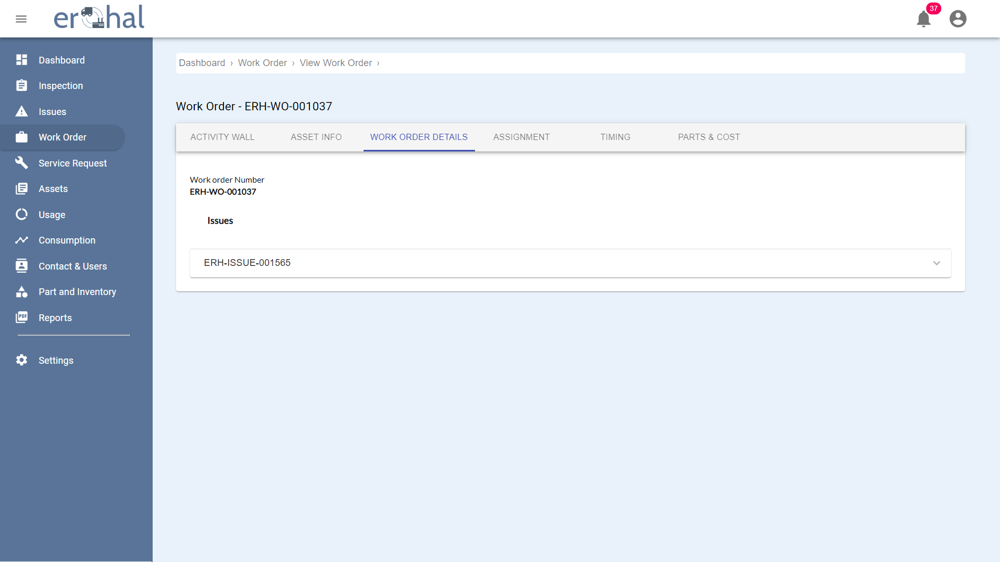 erohal
37
Dashboard
Inspection
Issues
Work Order
Service Request
Assets
Usage
Consumption
Contact & Users
Part and Inventory
PDF
Reports
Settings
Dashboard › Work Order › View Work Order ›
Work Order - ERH-WO-001037
ACTIVITY WALL ASSET INFO WORK ORDER DETAILS ASSIGNMENT TIMING PARTS & COST
Work order Number
ERH-WO-001037
Issues
ERH-ISSUE-001565